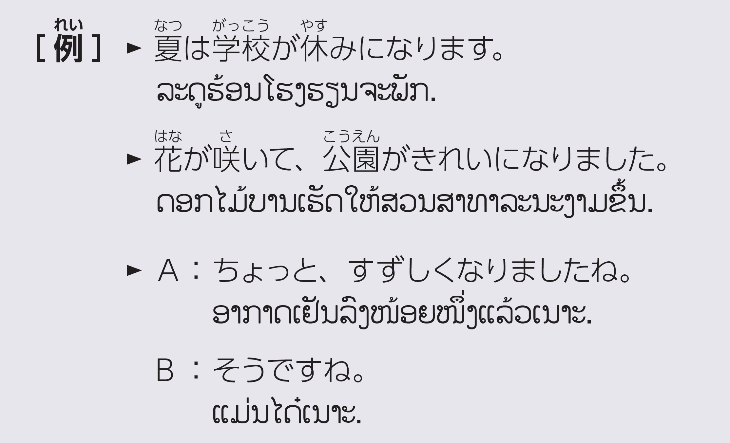 れい なつ がっこう やす
[例] ► 夏は学校が休みになります。
ລະດູຮ້ອນໂຮງຮຽນຈະພັກ.
はな さ こうえん
► 花が咲いて、公園がきれいになりました。
ດອກໄມ້ບານເຮັດໃຫ້ສວນສາທາລະນະງາມຂຶ້ນ.
► A：ちょっと、すずしくなりましたね。
ອາກາດເຢັນລົງໜ້ອຍໜຶ່ງແລ້ວເນາະ.
B：そうですね。
ແມ່ນໄດ໋ເນາະ.